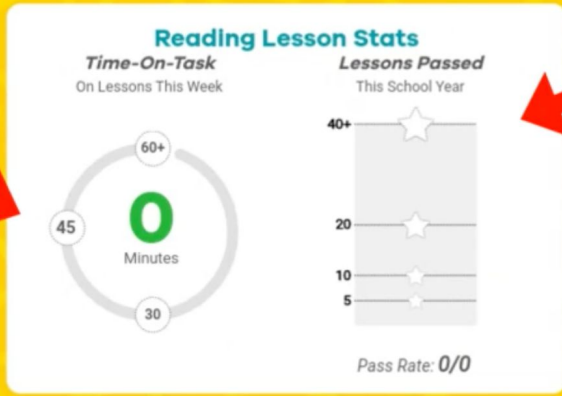 Reading Lesson Stats
Time-On-Task
On Lessons This Week
60+
45
0
Minutes
30
Lessons Passed
This School Year
40+
20
10
5
Pass Rate: 0/0